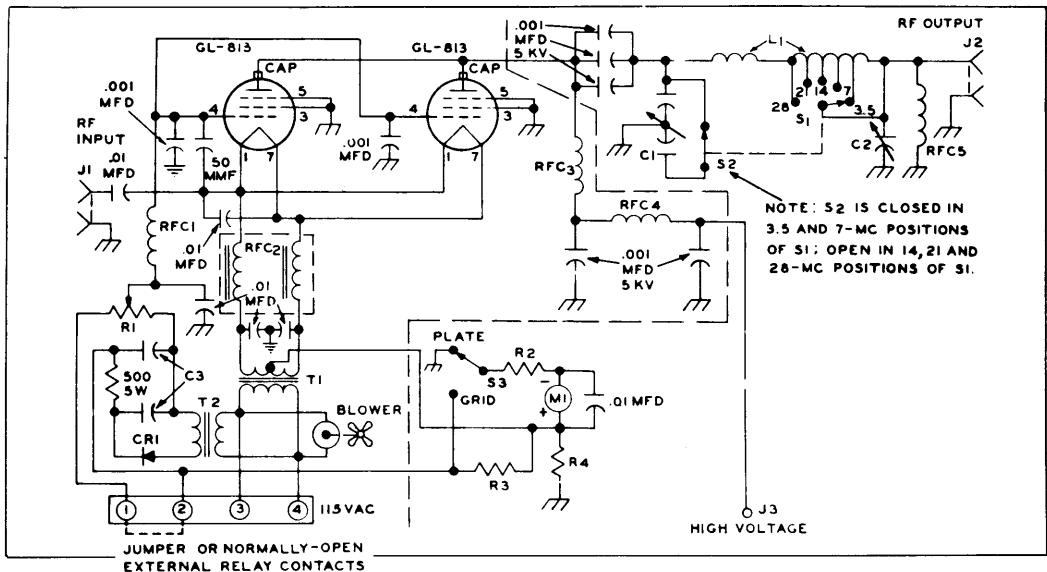 GL-813
GL-813
.001
MFD
5 KV
RF OUTPUT
L1
J2
CAP
CAP
5
3
4
1
7
5
3
4
1
7
.001
MFD
RF
INPUT
J1
.01
MFD
50
MMF
.001
MFD
28
21
14
7
S1
3.5
C1
S2
C2
RFC5
RFC3
RFC4
NOTE: S2 IS CLOSED IN
3.5 AND 7-MC POSITIONS
OF S1; OPEN IN 14, 21 AND
28-MC POSITIONS OF S1.
RFC1
.01
MFD
RFC2
.01
MFD
.001
MFD
5 KV
R1
C3
500
5W
T2
CR1
T1
BLOWER
PLATE
S3
GRID
R2
-
M1
+
.01 MFD
R3
R4
1
2
3
4
115 VAC
J3
HIGH VOLTAGE
JUMPER OR NORMALLY-OPEN
EXTERNAL RELAY CONTACTS